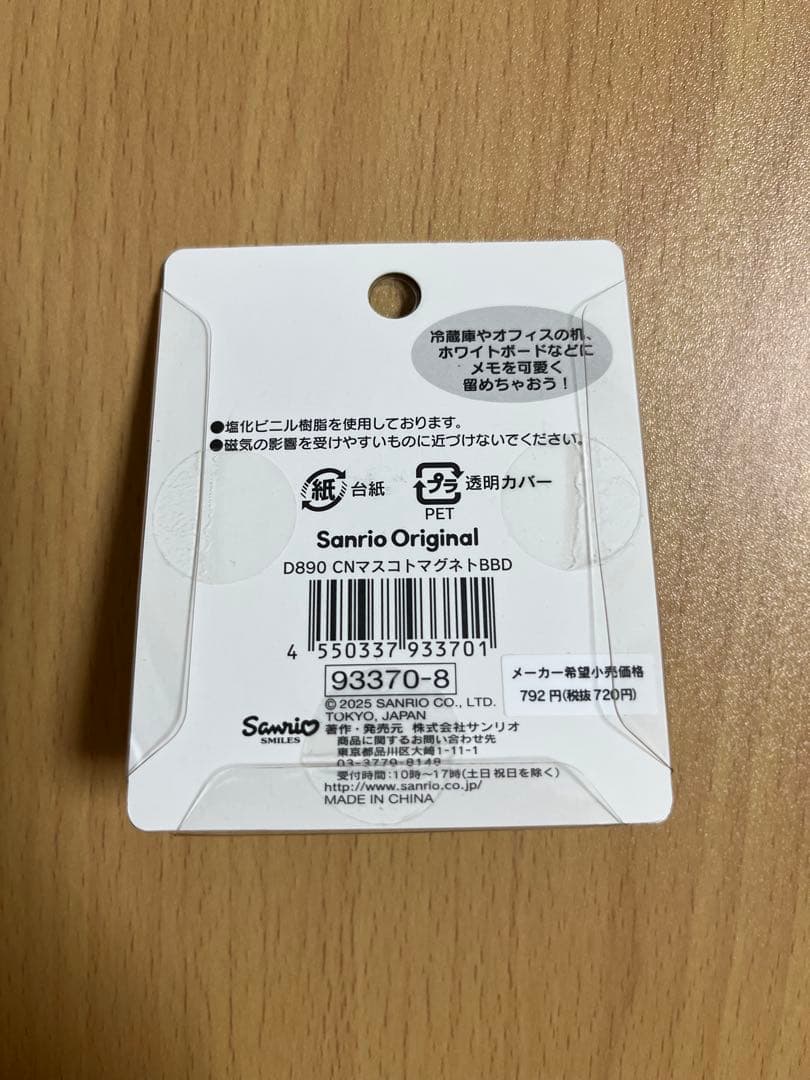 冷蔵庫やオフィスの机、
ホワイトボードなどに
メモを可愛く
留めちゃおう!
●塩化ビニル樹脂を使用しております。
●磁気の影響を受けやすいものに近づけないでください。
紙 台紙
プラ 透明カバー
PET
Sanrio Original
D890 CNマスコトマグネトBBD
4 550337 933701
93370-8
メーカー希望小売価格
792円(税抜720円)
© 2025 SANRIO CO., LTD.
TOKYO, JAPAN
Sanrio
SMILES
著作・発売元 株式会社サンリオ
商品に関するお問い合わせ先
東京都品川区大崎1-11-1
03-3779-8148
受付時間:10時～17時(土日祝日を除く)
http://www.sanrio.co.jp/
MADE IN CHINA